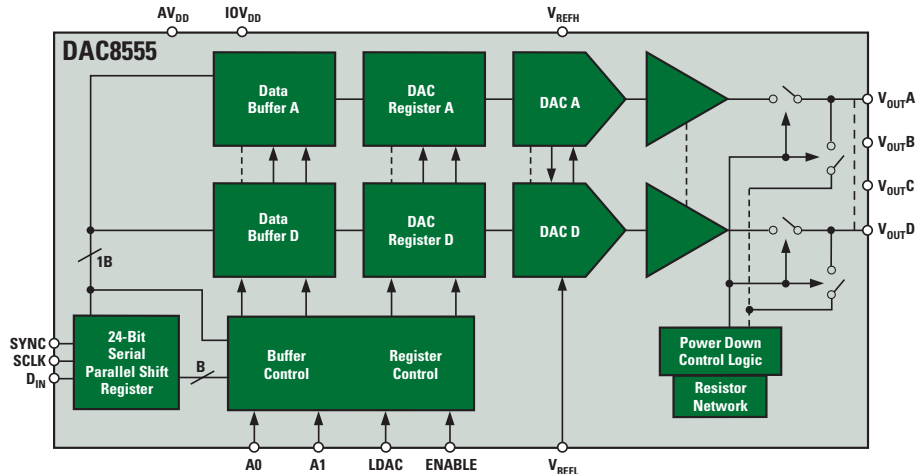 AVDD IOVDD VREFH
DAC8555
Data
Buffer A
DAC
Register A
DAC A
VOUTA
VOUTB
VOUTC
VOUTD
Data
Buffer D
DAC
Register D
DAC D
1B
SYNC
SCLK
DIN
24-Bit
Serial
Parallel Shift
Register
B
Buffer
Control
Register
Control
Power Down
Control Logic
Resistor
Network
A0 A1 LDAC ENABLE VREFL